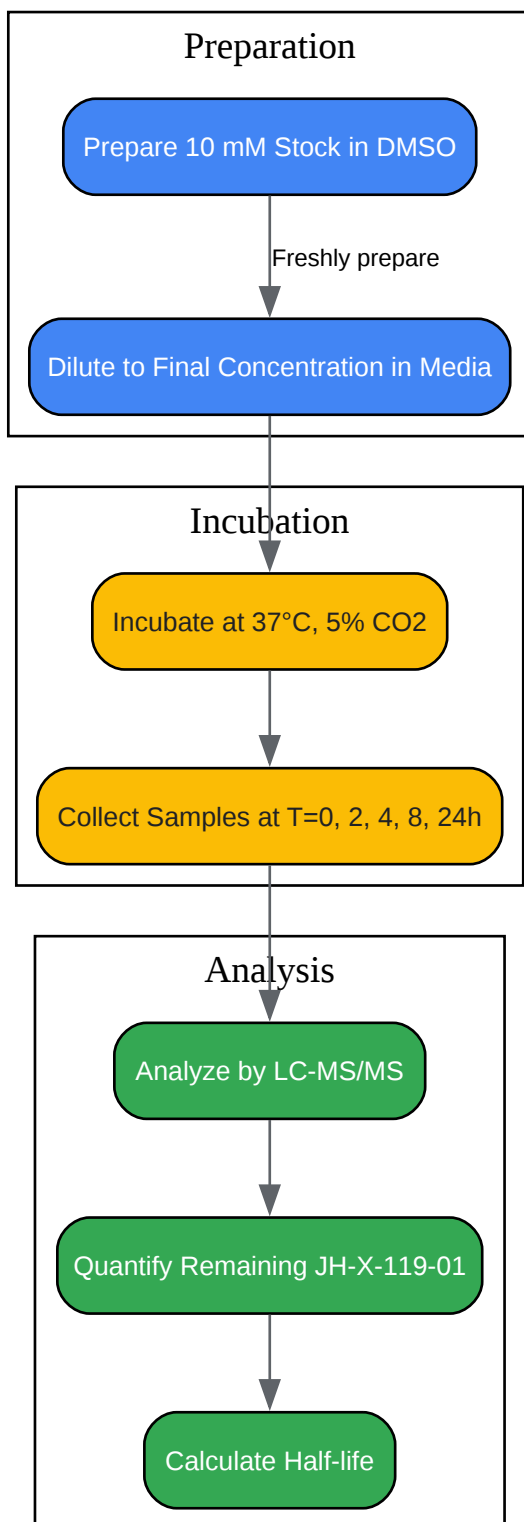 Preparation
Prepare 10 mM Stock in DMSO
Freshly prepare
Dilute to Final Concentration in Media
Incubation
Incubate at 37°C, 5% CO2
Collect Samples at T=0, 2, 4, 8, 24h
Analysis
Analyze by LC-MS/MS
Quantify Remaining JH-X-119-01
Calculate Half-life